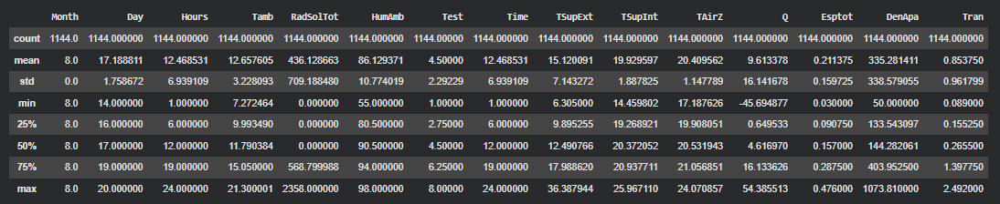 Month Day Hours Tamb RadSolTot HumAmb Test Time TSupExt TSupInt TAirZ Q Esptot DenApa Tran
count 1144.0 1144.000000 1144.000000 1144.000000 1144.000000 1144.000000 1144.00000 1144.000000 1144.000000 1144.000000 1144.000000 1144.000000 1144.000000 1144.000000 1144.000000
mean 8.0 17.188811 12.468531 12.657605 436.128663 86.129371 4.50000 12.468531 15.120091 19.929597 20.409562 9.613378 0.211375 335.281411 0.853750
std 0.0 1.758672 6.939109 3.228093 709.188480 10.774019 2.29229 6.939109 7.143272 1.887825 1.147789 16.141678 0.159725 338.579055 0.961799
min 8.0 14.000000 1.000000 7.272464 0.000000 55.000000 1.00000 1.000000 6.305000 14.459802 17.187626 -45.694877 0.030000 50.000000 0.089000
25% 8.0 16.000000 6.000000 9.993490 0.000000 80.500000 2.75000 6.000000 9.895255 19.268921 19.908051 0.649533 0.090750 133.543097 0.155250
50% 8.0 17.000000 12.000000 11.790384 0.000000 90.500000 4.50000 12.000000 12.490766 20.372052 20.531943 4.616970 0.157000 144.282061 0.265500
75% 8.0 19.000000 19.000000 15.050000 568.799988 94.000000 6.25000 19.000000 17.988620 20.937711 21.056851 16.133626 0.287500 403.952500 1.397750
max 8.0 20.000000 24.000000 21.300001 2358.000000 98.000000 8.00000 24.000000 36.387944 25.967110 24.070857 54.385513 0.476000 1073.810000 2.492000